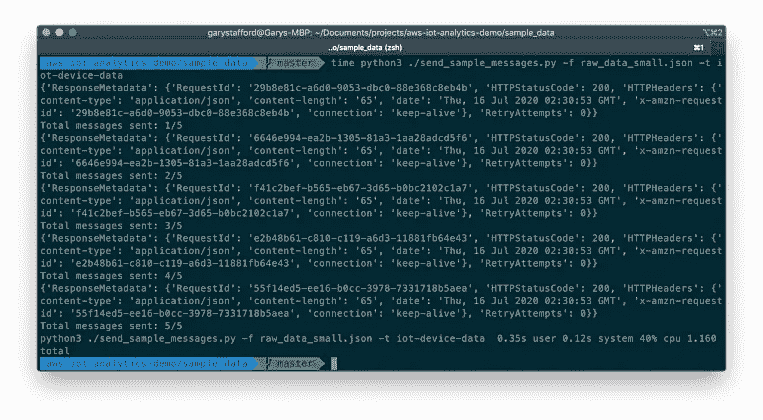 garystafford@Garys-MBP: ~/Documents/projects/aws-iot-analytics-demo/sample_data
⌥⌘2
..o/sample_data (zsh)
⌘1
aws-iot-analytics-demo/sample_data master time python3 ./send_sample_messages.py -f raw_data_small.json -t i
ot-device-data
{'ResponseMetadata': {'RequestId': '29b8e81c-a6d0-9053-dbc0-88e368c8eb4b', 'HTTPStatusCode': 200, 'HTTPHeaders': {'
content-type': 'application/json', 'content-length': '65', 'date': 'Thu, 16 Jul 2020 02:30:53 GMT', 'x-amzn-request
id': '29b8e81c-a6d0-9053-dbc0-88e368c8eb4b', 'connection': 'keep-alive'}, 'RetryAttempts': 0}}
Total messages sent: 1/5
{'ResponseMetadata': {'RequestId': '6646e994-ea2b-1305-81a3-1aa28adcd5f6', 'HTTPStatusCode': 200, 'HTTPHeaders': {'
content-type': 'application/json', 'content-length': '65', 'date': 'Thu, 16 Jul 2020 02:30:53 GMT', 'x-amzn-request
id': '6646e994-ea2b-1305-81a3-1aa28adcd5f6', 'connection': 'keep-alive'}, 'RetryAttempts': 0}}
Total messages sent: 2/5
{'ResponseMetadata': {'RequestId': 'f41c2bef-b565-eb67-3d65-b0bc2102c1a7', 'HTTPStatusCode': 200, 'HTTPHeaders': {'
content-type': 'application/json', 'content-length': '65', 'date': 'Thu, 16 Jul 2020 02:30:53 GMT', 'x-amzn-request
id': 'f41c2bef-b565-eb67-3d65-b0bc2102c1a7', 'connection': 'keep-alive'}, 'RetryAttempts': 0}}
Total messages sent: 3/5
{'ResponseMetadata': {'RequestId': 'e2b48b61-c810-c119-a6d3-11881fb64e43', 'HTTPStatusCode': 200, 'HTTPHeaders': {'
content-type': 'application/json', 'content-length': '65', 'date': 'Thu, 16 Jul 2020 02:30:53 GMT', 'x-amzn-request
id': 'e2b48b61-c810-c119-a6d3-11881fb64e43', 'connection': 'keep-alive'}, 'RetryAttempts': 0}}
Total messages sent: 4/5
{'ResponseMetadata': {'RequestId': '55f14ed5-ee16-b0cc-3978-7331718b5aea', 'HTTPStatusCode': 200, 'HTTPHeaders': {'
content-type': 'application/json', 'content-length': '65', 'date': 'Thu, 16 Jul 2020 02:30:53 GMT', 'x-amzn-request
id': '55f14ed5-ee16-b0cc-3978-7331718b5aea', 'connection': 'keep-alive'}, 'RetryAttempts': 0}}
Total messages sent: 5/5
python3 ./send_sample_messages.py -f raw_data_small.json -t iot-device-data 0.35s user 0.12s system 40% cpu 1.160
total
aws-iot-analytics-demo/sample_data master